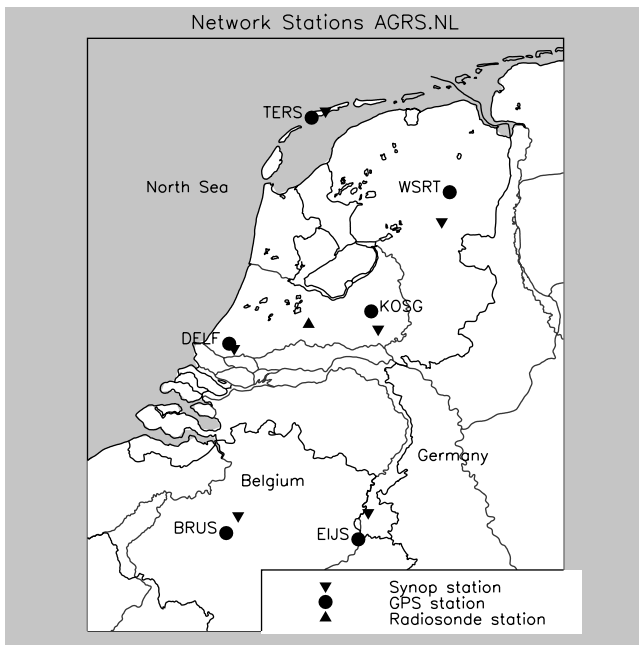 Network Stations AGRS.NL
TERS
North Sea
WSRT
KOSG
DELF
Germany
Belgium
BRUS
EIJS
Synop station
GPS station
Radiosonde station